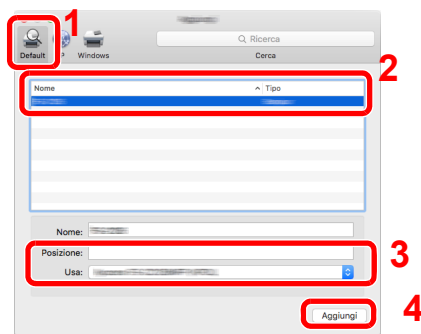 1
Ricerca
Default Windows Cerca
2
Nome Tipo
Nome:
Posizione:
3
Usa:
Aggiungi
4